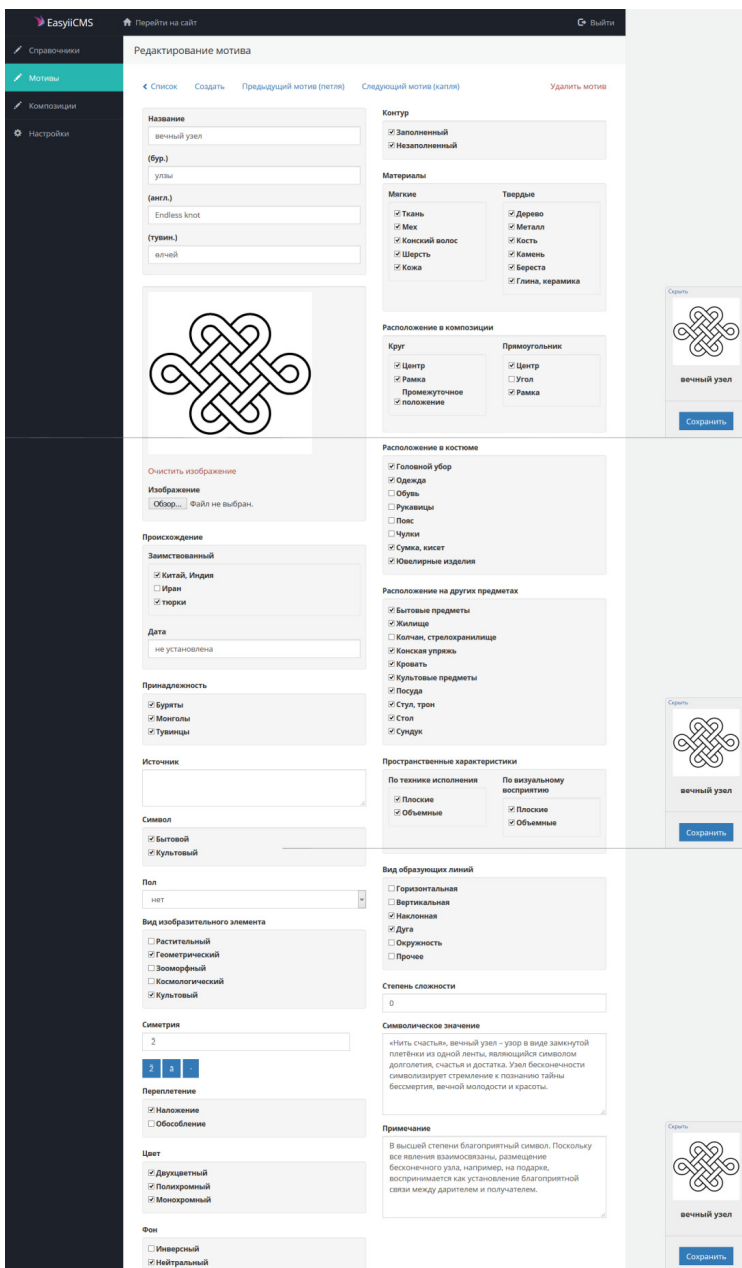 EasyiiCMS
Перейти на сайт
Выйти
Справочники
Мотивы
Композиции
Настройки
Редактирование мотива
Список Создать Предыдущий мотив (петля) Следующий мотив (капля) Удалить мотив
Название
вечный узел
(бур.)
улзы
(англ.)
Endless knot
(тувин.)
өлчей
Очистить изображение
Изображение
Обзор... Файл не выбран.
Происхождение
Заимствованный
Китай, Индия
Иран
тюрки
Дата
не установлена
Принадлежность
Буряты
Монголы
Тувинцы
Источник
Символ
Бытовой
Культовый
Пол
нет
Вид изобразительного элемента
Растительный
Геометрический
Зооморфный
Космологический
Культовый
Симетрия
2
2 а ·
Переплетение
Наложение
Обособление
Цвет
Двухцветный
Полихромный
Монохромный
Фон
Инверсный
Нейтральный
Контур
Заполненный
Незаполненный
Материалы
Мягкие
Ткань
Мех
Конский волос
Шерсть
Кожа
Твердые
Дерево
Металл
Кость
Камень
Береста
Глина, керамика
Расположение в композиции
Круг
Центр
Рамка
Промежуточное
положение
Прямоугольник
Центр
Угол
Рамка
Расположение в костюме
Головной убор
Одежда
Обувь
Рукавицы
Пояс
Чулки
Сумка, кисет
Ювелирные изделия
Расположение на других предметах
Бытовые предметы
Жилище
Колчан, стрелохранилище
Конская упряжь
Кровать
Культовые предметы
Посуда
Стул, трон
Стол
Сундук
Пространственные характеристики
По технике исполнения
Плоские
Объемные
По визуальному
восприятию
Плоские
Объемные
Вид образующих линий
Горизонтальная
Вертикальная
Наклонная
Дуга
Окружность
Прочее
Степень сложности
0
Символическое значение
«Нить счастья», вечный узел – узор в виде замкнутой
плетёнки из одной ленты, являющийся символом
долголетия, счастья и достатка. Узел бесконечности
символизирует стремление к познанию тайны
бессмертия, вечной молодости и красоты.
Примечание
В высшей степени благоприятный символ. Поскольку
все явления взаимосвязаны, размещение
бесконечного узла, например, на подарке,
воспринимается как установление благоприятной
связи между дарителем и получателем.
Скрыть
вечный узел
Сохранить
Скрыть
вечный узел
Сохранить
Скрыть
вечный узел
Сохранить